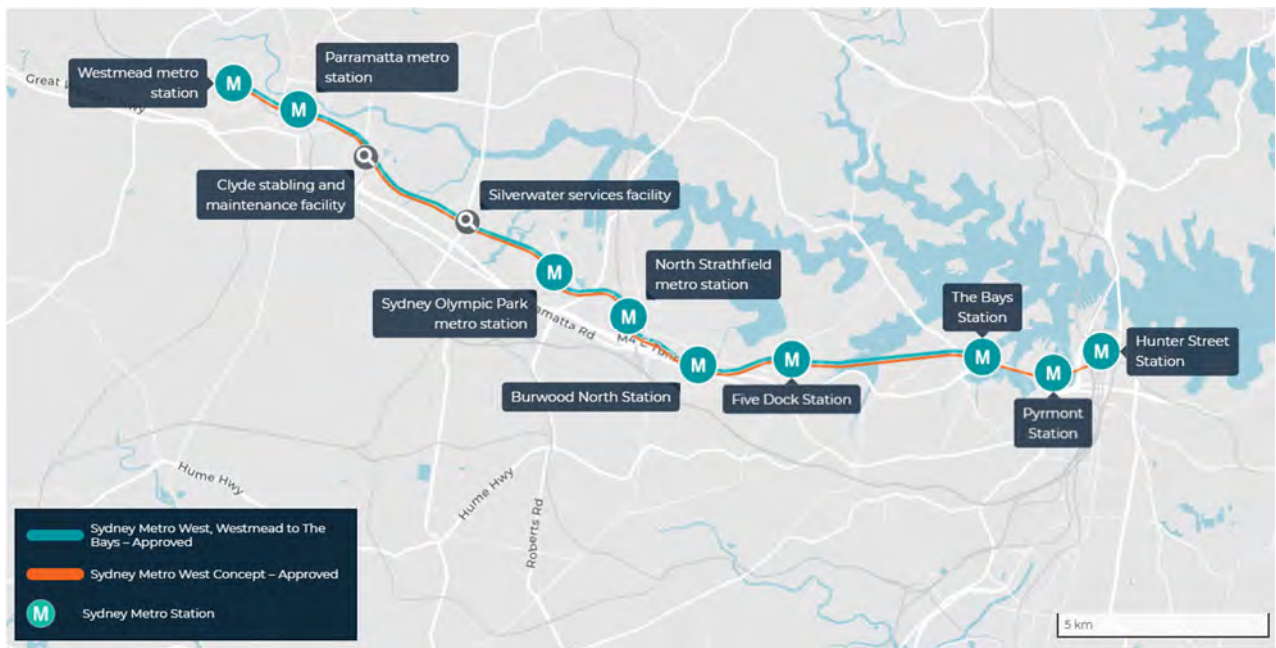 Great Western Hwy
Westmead metro
station
M
Parramatta metro
station
M
Clyde stabling and
maintenance facility
Silverwater services facility
M
Sydney Olympic Park
metro station
North Strathfield
metro station
M
M
Burwood North Station
M
Five Dock Station
The Bays
Station
M
M
Pyrmont
Station
M
Hunter Street
Station
Hume Hwy
Hume Hwy
Roberts Rd
Sydney Metro West, Westmead to The
Bays – Approved
Sydney Metro West Concept – Approved
M
Sydney Metro Station
5 km